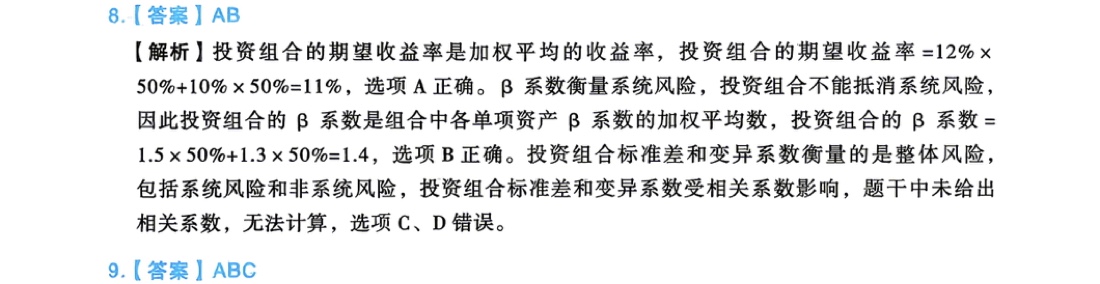 8.【答案】AB
【解析】投资组合的期望收益率是加权平均的收益率，投资组合的期望收益率 =12%×
50%+10%×50%=11%，选项 A 正确。β 系数衡量系统风险，投资组合不能抵消系统风险，
因此投资组合的 β 系数是组合中各单项资产 β 系数的加权平均数，投资组合的 β 系数 =
1.5×50%+1.3×50%=1.4，选项 B 正确。投资组合标准差和变异系数衡量的是整体风险，
包括系统风险和非系统风险，投资组合标准差和变异系数受相关系数影响，题干中未给出
相关系数，无法计算，选项 C、D 错误。
9.【答案】ABC